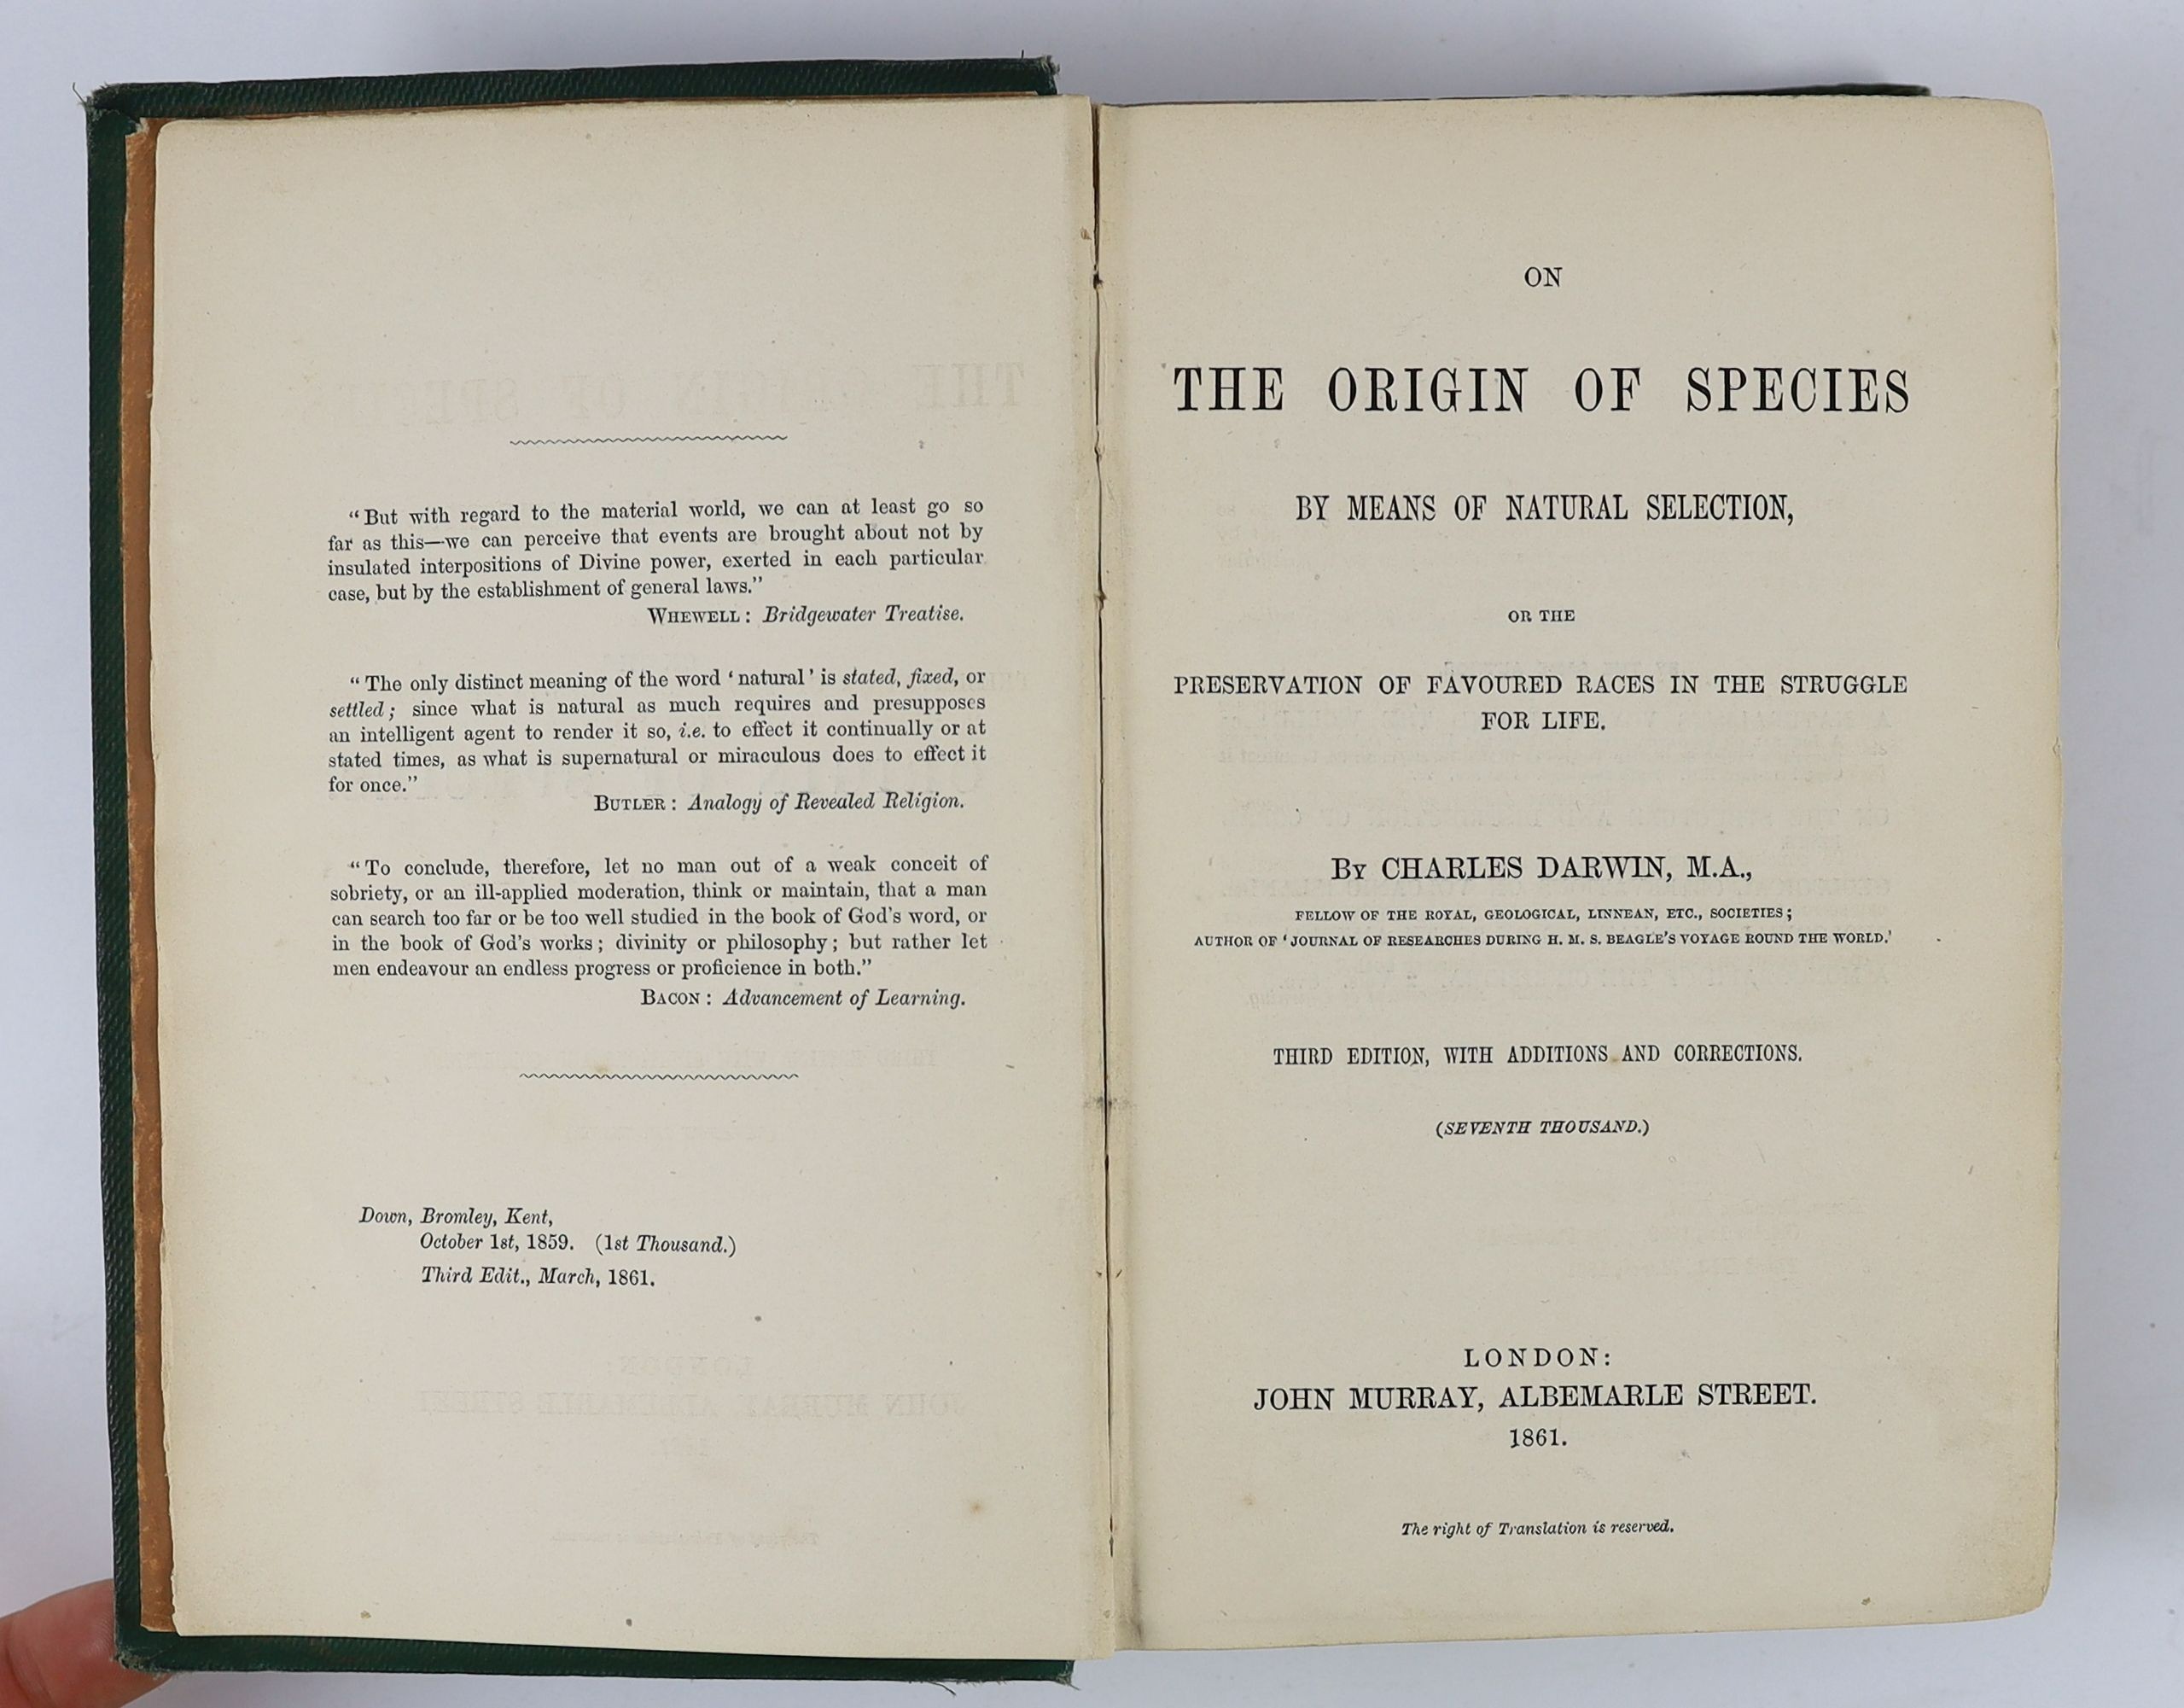 “But with regard to the material world, we can at least go so
far as this—we can perceive that events are brought about not by
insulated interpositions of Divine power, exerted in each particular
case, but by the establishment of general laws.”
WHEWELL: Bridgewater Treatise.
“The only distinct meaning of the word ‘natural’ is stated, fixed, or
settled; since what is natural as much requires and presupposes
an intelligent agent to render it so, i.e. to effect it continually or at
stated times, as what is supernatural or miraculous does to effect it
for once.”
BUTLER: Analogy of Revealed Religion.
“To conclude, therefore, let no man out of a weak conceit of
sobriety, or an ill-applied moderation, think or maintain, that a man
can search too far or be too well studied in the book of God’s word, or
in the book of God’s works; divinity or philosophy; but rather let
men endeavour an endless progress or proficience in both.”
BACON: Advancement of Learning.
Down, Bromley, Kent,
October 1st, 1859. (1st Thousand.)
Third Edit., March, 1861.
ON
THE ORIGIN OF SPECIES
BY MEANS OF NATURAL SELECTION,
OR THE
PRESERVATION OF FAVOURED RACES IN THE STRUGGLE
FOR LIFE.
BY CHARLES DARWIN, M.A.,
FELLOW OF THE ROYAL, GEOLOGICAL, LINNEAN, ETC., SOCIETIES;
AUTHOR OF ‘JOURNAL OF RESEARCHES DURING H. M. S. BEAGLE’S VOYAGE ROUND THE WORLD.’
THIRD EDITION, WITH ADDITIONS AND CORRECTIONS.
(SEVENTH THOUSAND.)
LONDON:
JOHN MURRAY, ALBEMARLE STREET.
1861.
The right of Translation is reserved.